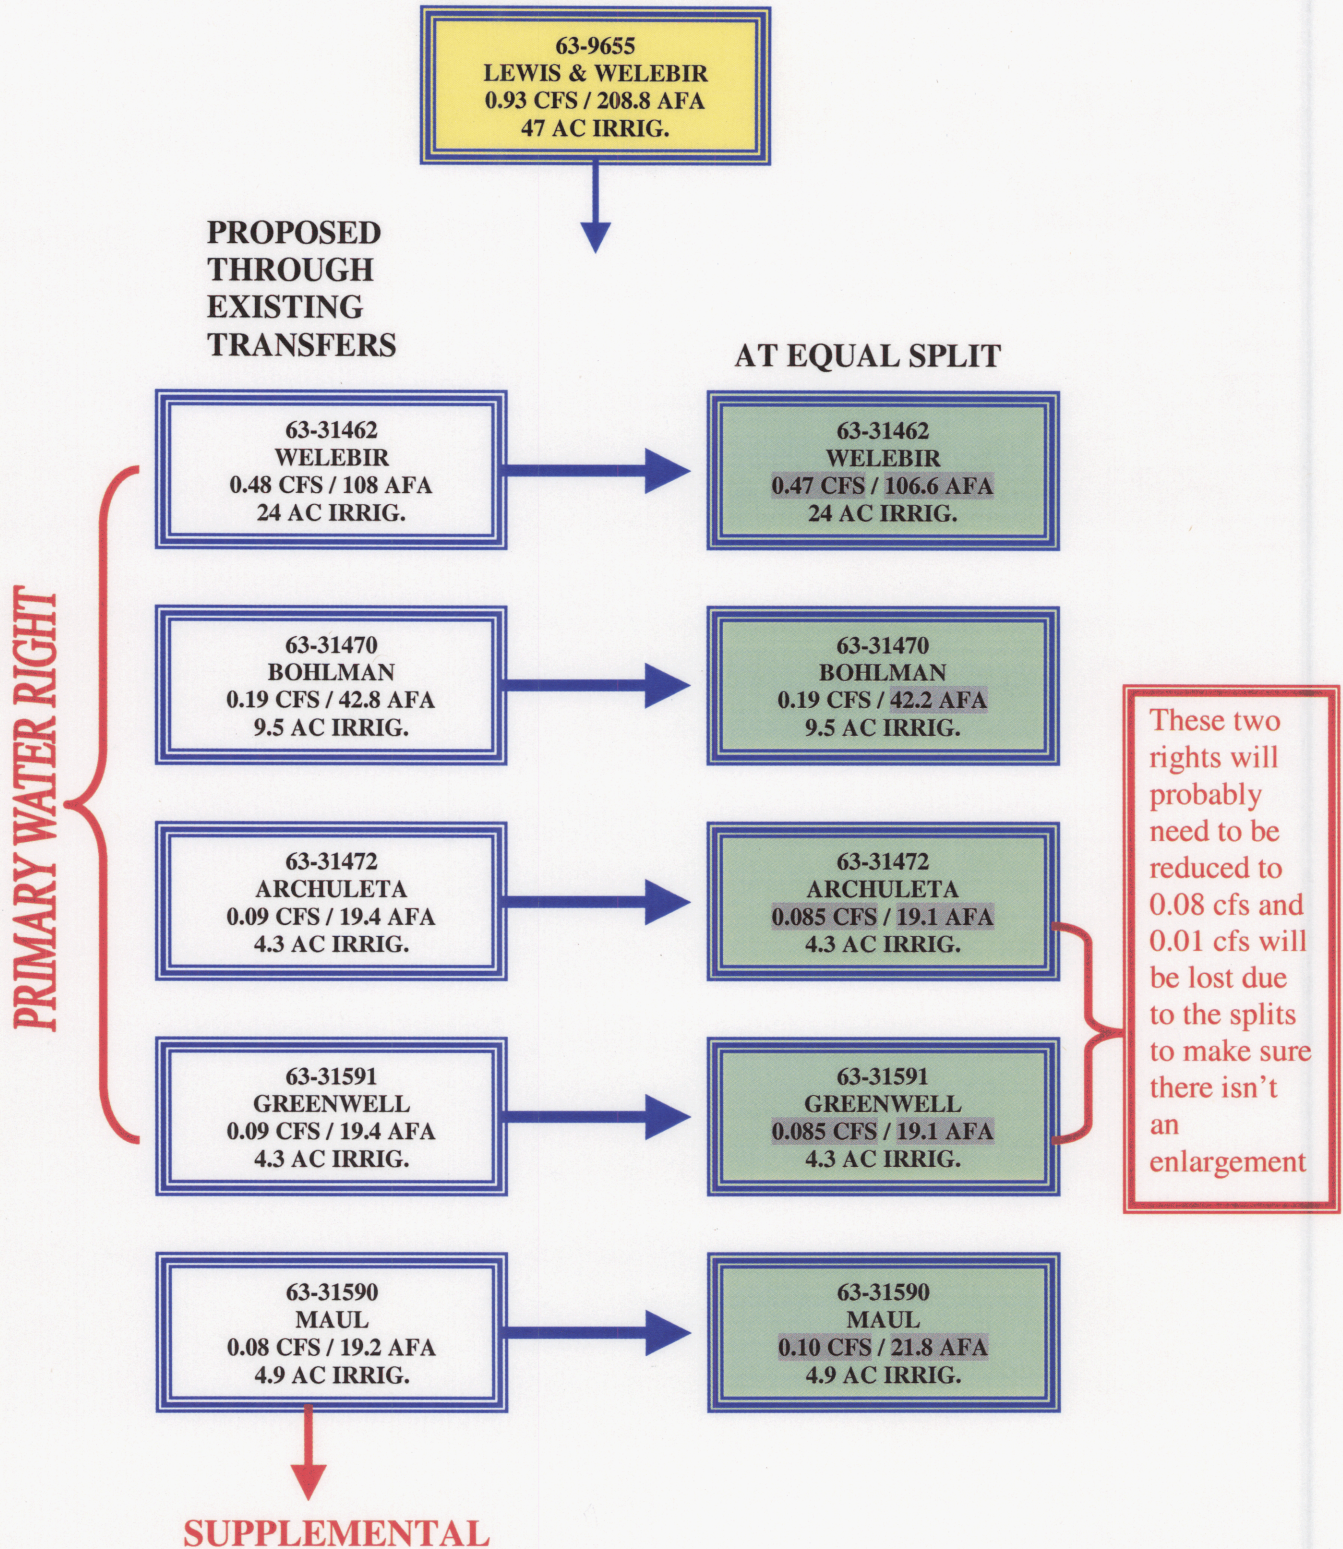 63-9655
LEWIS & WELEBIR
0.93 CFS / 208.8 AFA
47 AC IRRIG.
PROPOSED
THROUGH
EXISTING
TRANSFERS
AT EQUAL SPLIT
PRIMARY WATER RIGHT
63-31462
WELEBIR
0.48 CFS / 108 AFA
24 AC IRRIG.
63-31462
WELEBIR
0.47 CFS / 106.6 AFA
24 AC IRRIG.
63-31470
BOHLMAN
0.19 CFS / 42.8 AFA
9.5 AC IRRIG.
63-31470
BOHLMAN
0.19 CFS / 42.2 AFA
9.5 AC IRRIG.
63-31472
ARCHULETA
0.09 CFS / 19.4 AFA
4.3 AC IRRIG.
63-31472
ARCHULETA
0.085 CFS / 19.1 AFA
4.3 AC IRRIG.
63-31591
GREENWELL
0.09 CFS / 19.4 AFA
4.3 AC IRRIG.
63-31591
GREENWELL
0.085 CFS / 19.1 AFA
4.3 AC IRRIG.
These two
rights will
probably
need to be
reduced to
0.08 cfs and
0.01 cfs will
be lost due
to the splits
to make sure
there isn't
an
enlargement
63-31590
MAUL
0.08 CFS / 19.2 AFA
4.9 AC IRRIG.
63-31590
MAUL
0.10 CFS / 21.8 AFA
4.9 AC IRRIG.
SUPPLEMENTAL